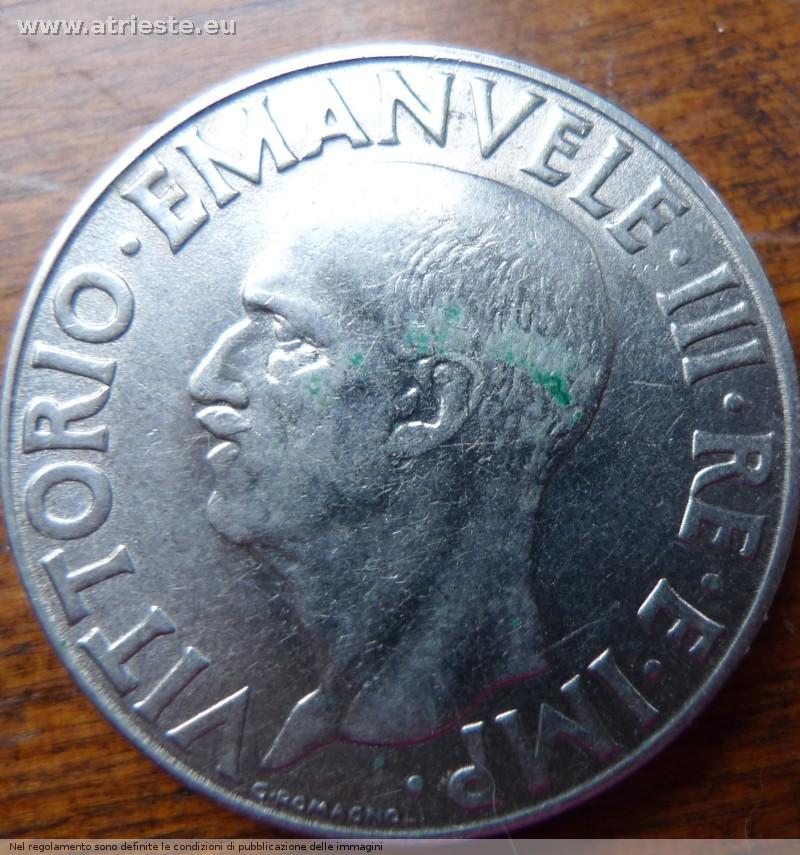 www.atrieste.eu
VITTORIO · EMANVELE · III · RE · E · IMP ·
G·ROMAGNOLI
Nel regolamento sono definite le condizioni di pubblicazione delle immagini